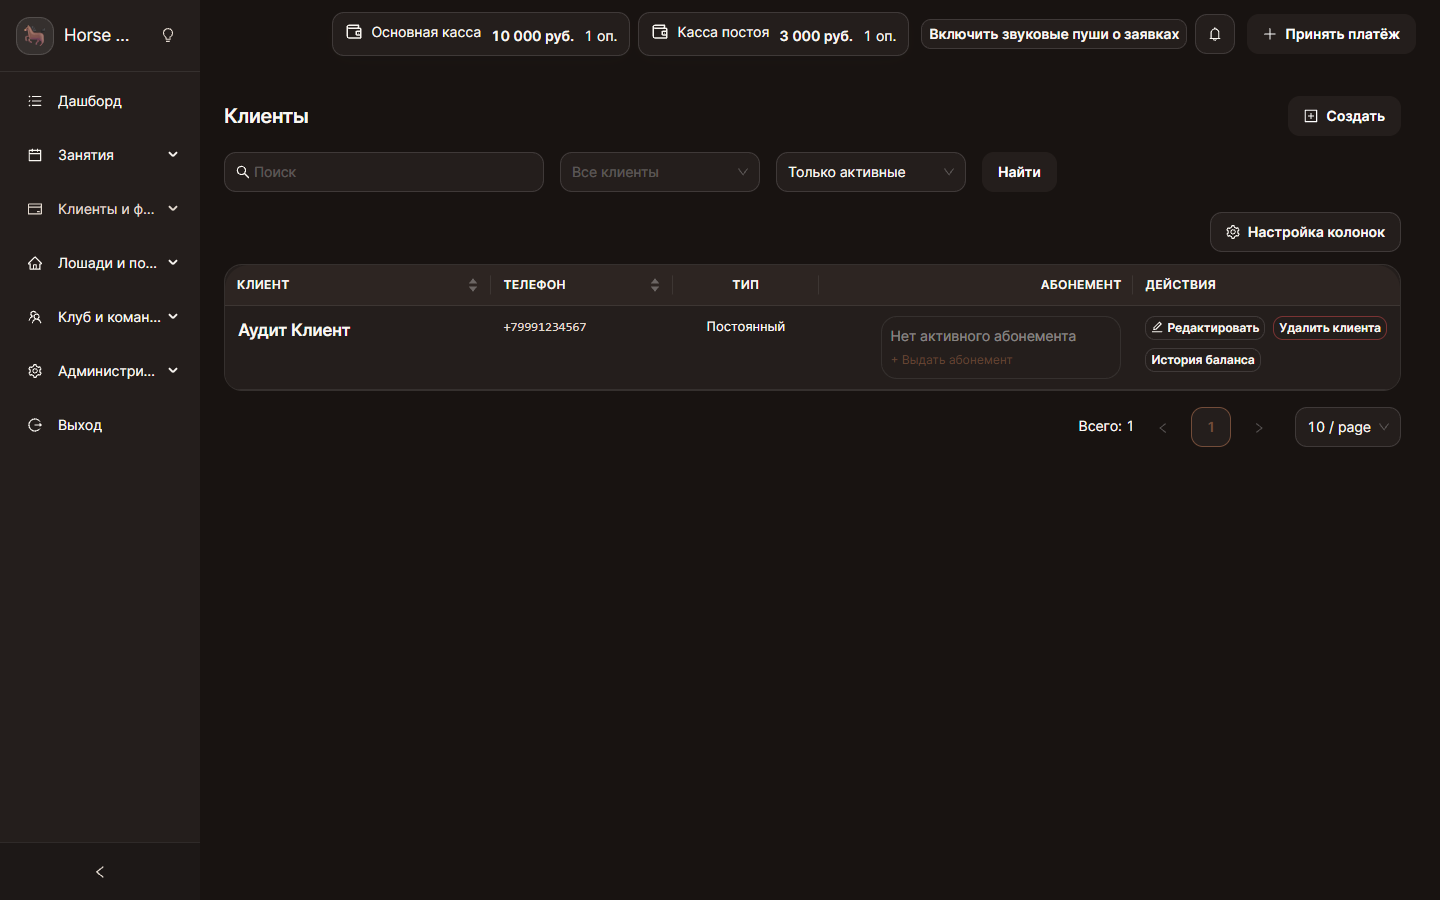 Horse ...
Основная касса 10 000 руб. 1 оп.
Касса постоя 3 000 руб. 1 оп.
Включить звуковые пуши о заявках
Принять платёж
Дашборд
Занятия
Клиенты и ф...
Лошади и по...
Клуб и коман...
Администри...
Выход
Клиенты
Создать
Поиск
Все клиенты
Только активные
Найти
Настройка колонок
КЛИЕНТ ТЕЛЕФОН ТИП АБОНЕМЕНТ ДЕЙСТВИЯ
Аудит Клиент +79991234567 Постоянный
Нет активного абонемента
+ Выдать абонемент
Редактировать Удалить клиента
История баланса
Всего: 1 < 1 > 10 / page